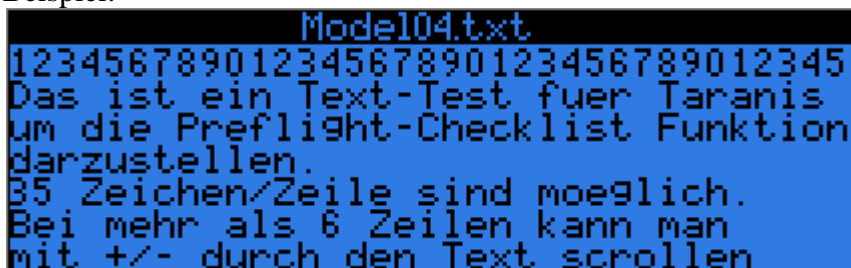 Beispiel:
Model04.txt
12345678901234567890123456789012345
Das ist ein Text-Test fuer Taranis
um die Preflight-Checklist Funktion
darzustellen.
35 Zeichen/Zeile sind moeglich.
Bei mehr als 6 Zeilen kann man
mit +/- durch den Text scrollen